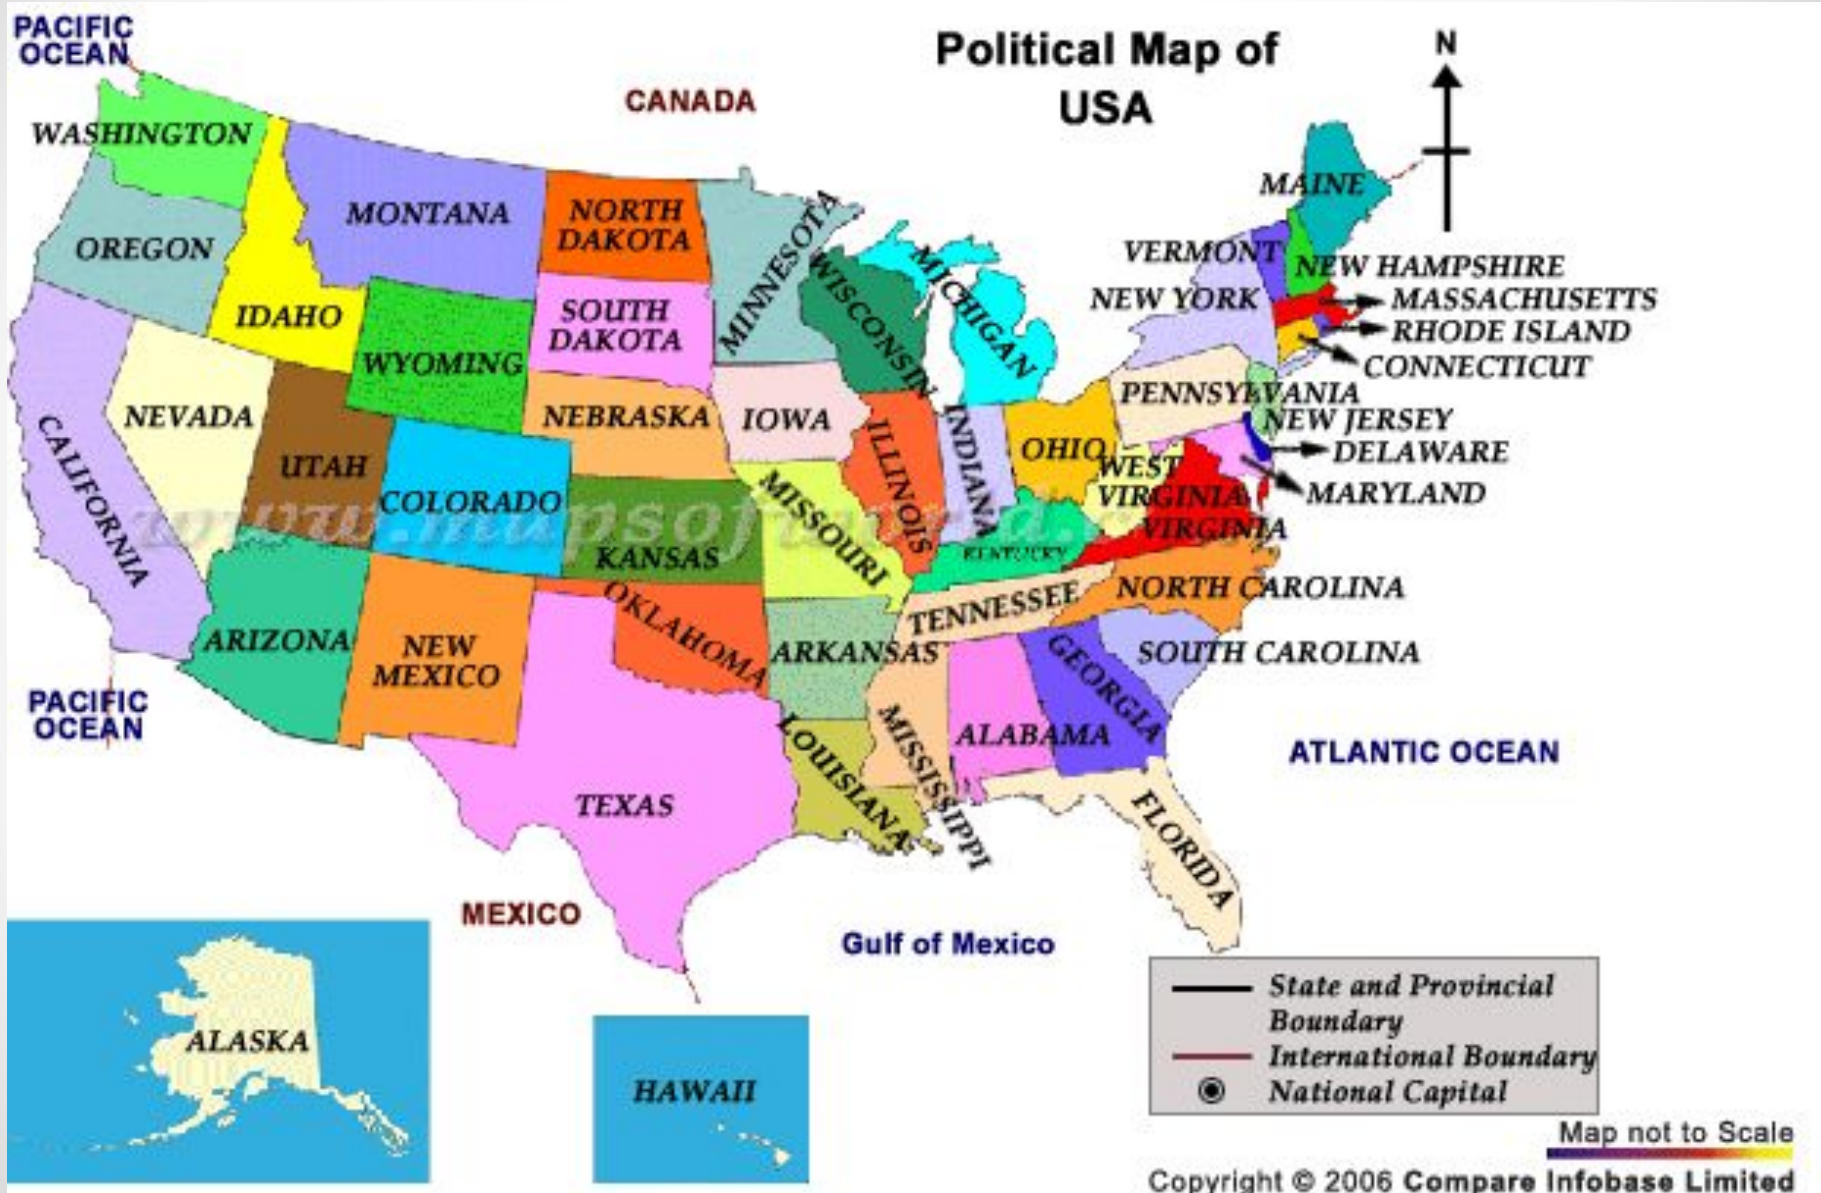 PACIFIC
OCEAN
Political Map of
USA
N
CANADA
WASHINGTON
OREGON
MONTANA
IDAHO
NORTH
DAKOTA
MINNESOTA
SOUTH
DAKOTA
WYOMING
WISCONSIN
MICHIGAN
MAINE
VERMONT
NEW HAMPSHIRE
NEW YORK
MASSACHUSETTS
RHODE ISLAND
CONNECTICUT
PENNSYLVANIA
NEW JERSEY
DELAWARE
MARYLAND
NEVADA
CALIFORNIA
UTAH
COLORADO
NEBRASKA
IOWA
KANSAS
MISSOURI
ILLINOIS
INDIANA
OHIO
WEST
VIRGINIA
VIRGINIA
KENTUCKY
TENNESSEE
NORTH CAROLINA
SOUTH CAROLINA
ARIZONA
NEW
MEXICO
OKLAHOMA
ARKANSAS
TEXAS
LOUISIANA
MISSISSIPPI
ALABAMA
GEORGIA
FLORIDA
PACIFIC
OCEAN
ATLANTIC OCEAN
MEXICO
Gulf of Mexico
ALASKA
HAWAII
State and Provincial
Boundary
International Boundary
National Capital
Map not to Scale
Copyright © 2006 Compare Infobase Limited